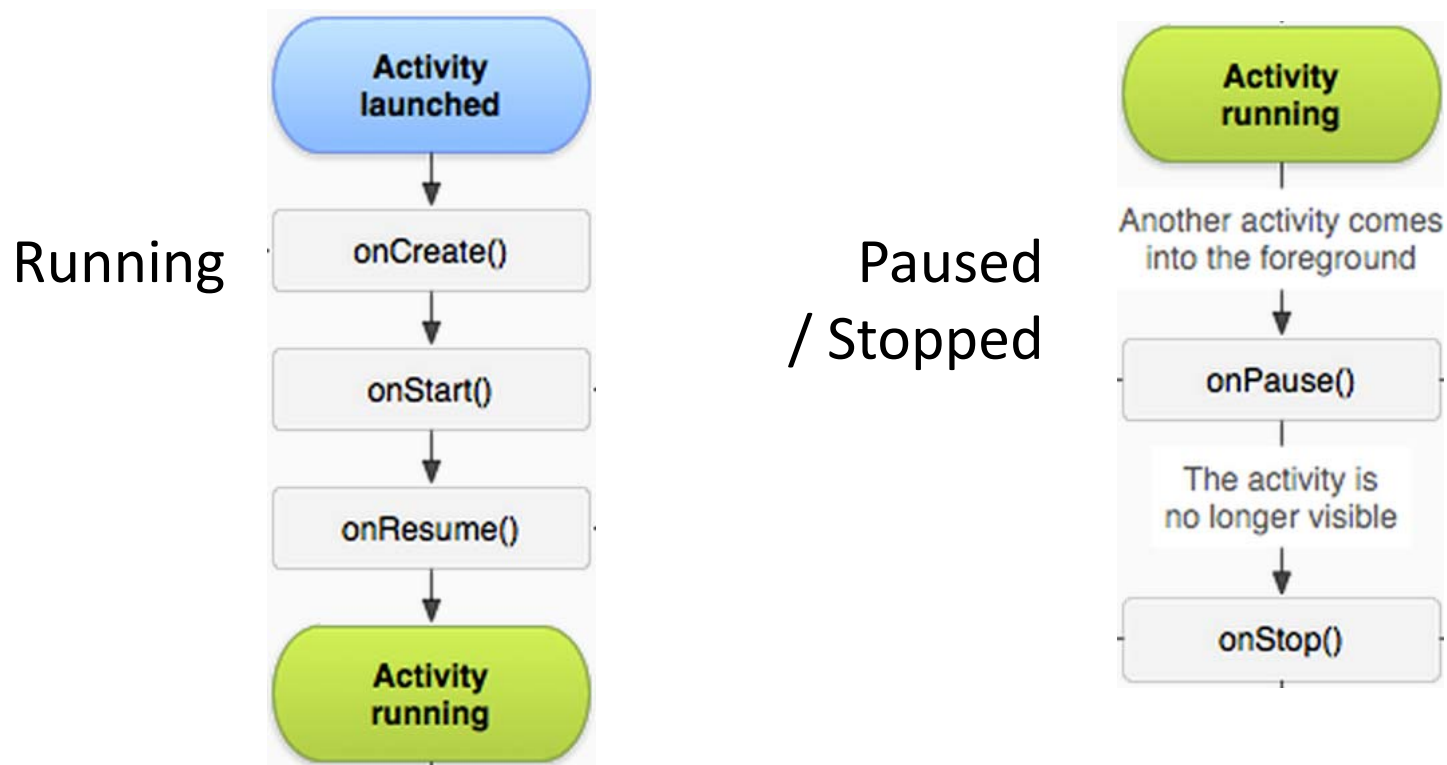 Running
Activity
launched
onCreate()
onStart()
onResume()
Activity
running
Paused
/ Stopped
Activity
running
Another activity comes
into the foreground
onPause()
The activity is
no longer visible
onStop()